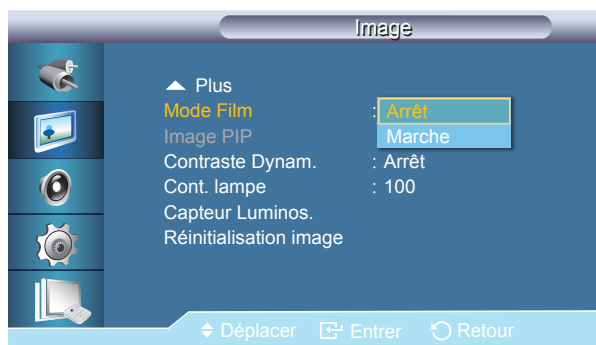 Image
Plus
Mode Film : Arrêt
Image PIP Marche
Contraste Dynam. : Arrêt
Cont. lampe : 100
Capteur Luminos.
Réinitialisation image
Déplacer Entrer Retour